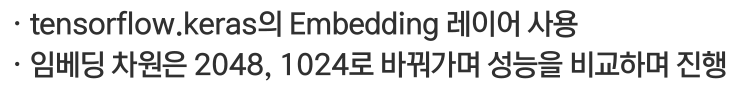 · tensorflow.keras의 Embedding 레이어 사용
· 임베딩 차원은 2048, 1024로 바꿔가며 성능을 비교하며 진행